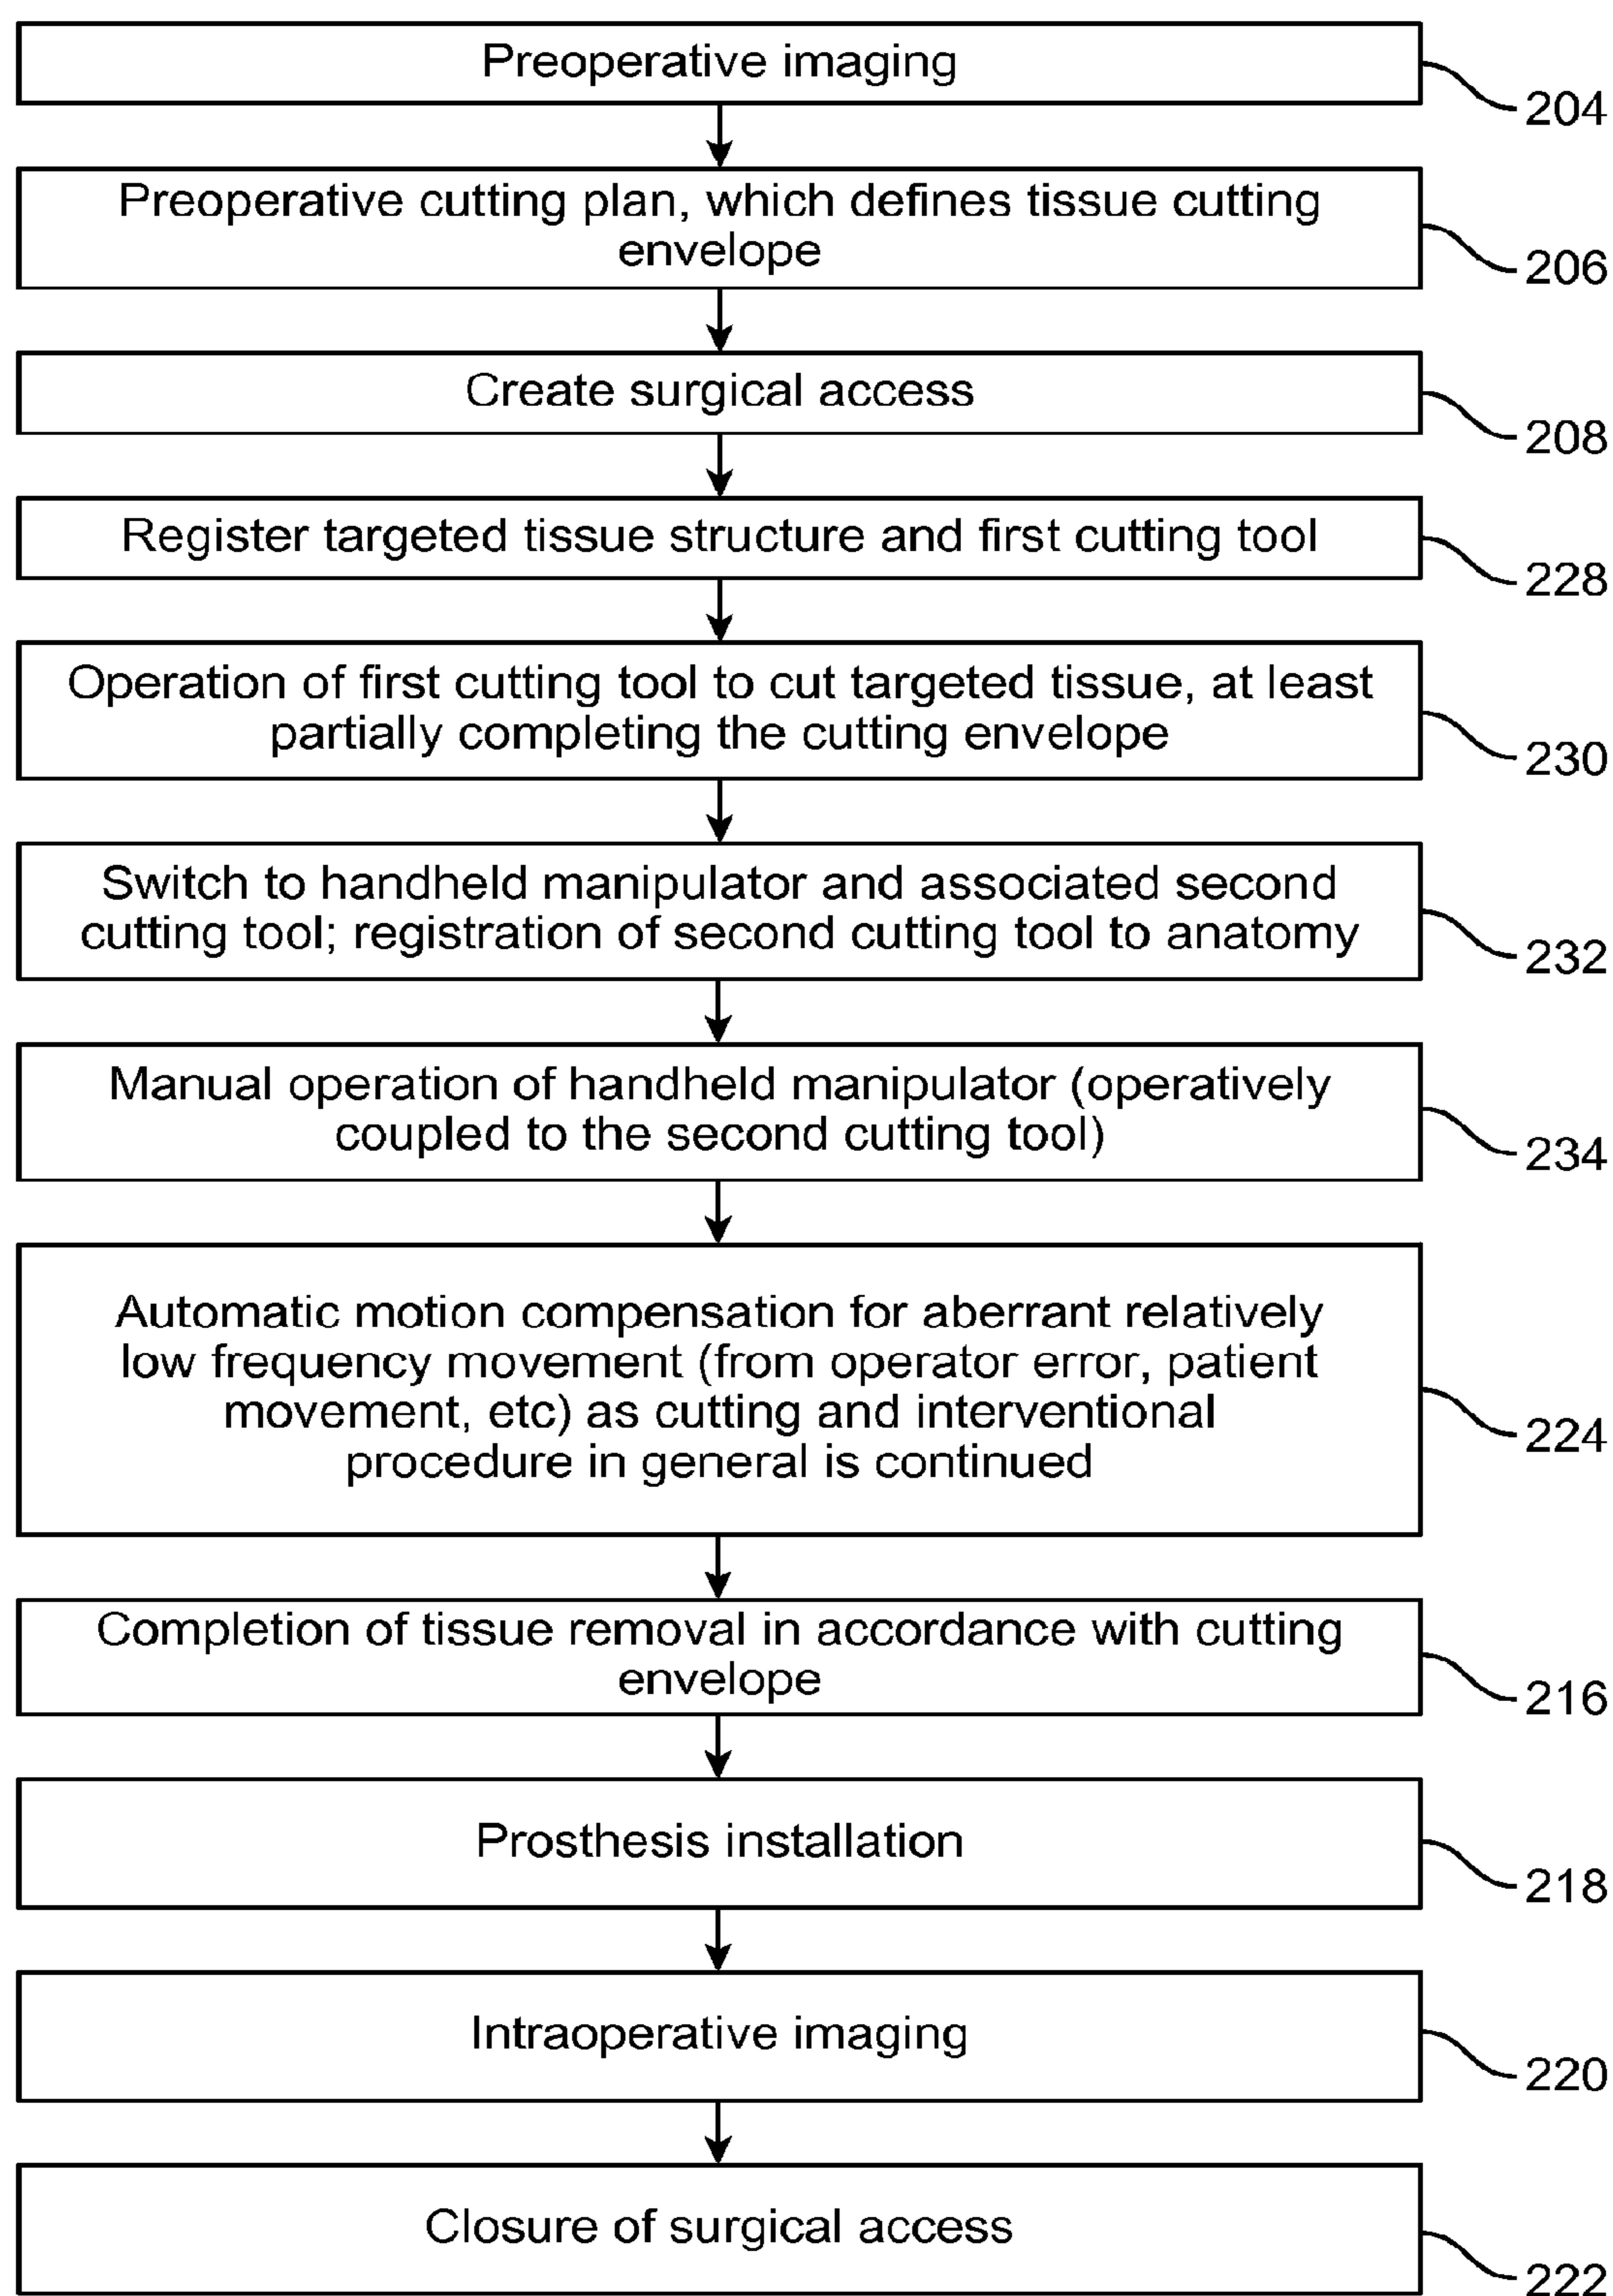 Preoperative imaging
204
Preoperative cutting plan, which defines tissue cutting
envelope
206
Create surgical access
208
Register targeted tissue structure and first cutting tool
228
Operation of first cutting tool to cut targeted tissue, at least
partially completing the cutting envelope
230
Switch to handheld manipulator and associated second
cutting tool; registration of second cutting tool to anatomy
232
Manual operation of handheld manipulator (operatively
coupled to the second cutting tool)
234
Automatic motion compensation for aberrant relatively
low frequency movement (from operator error, patient
movement, etc) as cutting and interventional
procedure in general is continued
224
Completion of tissue removal in accordance with cutting
envelope
216
Prosthesis installation
218
Intraoperative imaging
220
Closure of surgical access
222